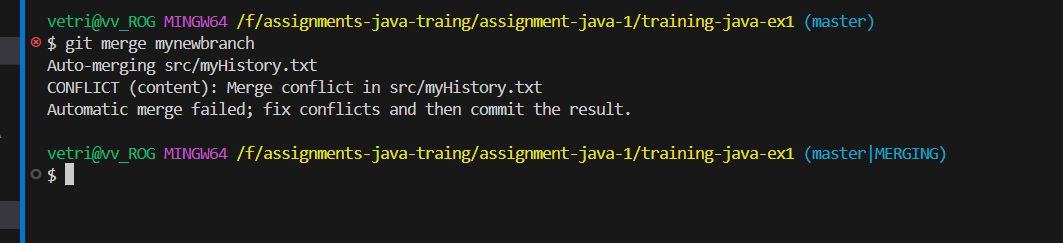 vetri@vv_ROG MINGW64 /f/assignments-java-traing/assignment-java-1/training-java-ex1 (master)
$ git merge mynewbranch
Auto-merging src/myHistory.txt
CONFLICT (content): Merge conflict in src/myHistory.txt
Automatic merge failed; fix conflicts and then commit the result.
vetri@vv_ROG MINGW64 /f/assignments-java-traing/assignment-java-1/training-java-ex1 (master|MERGING)
$